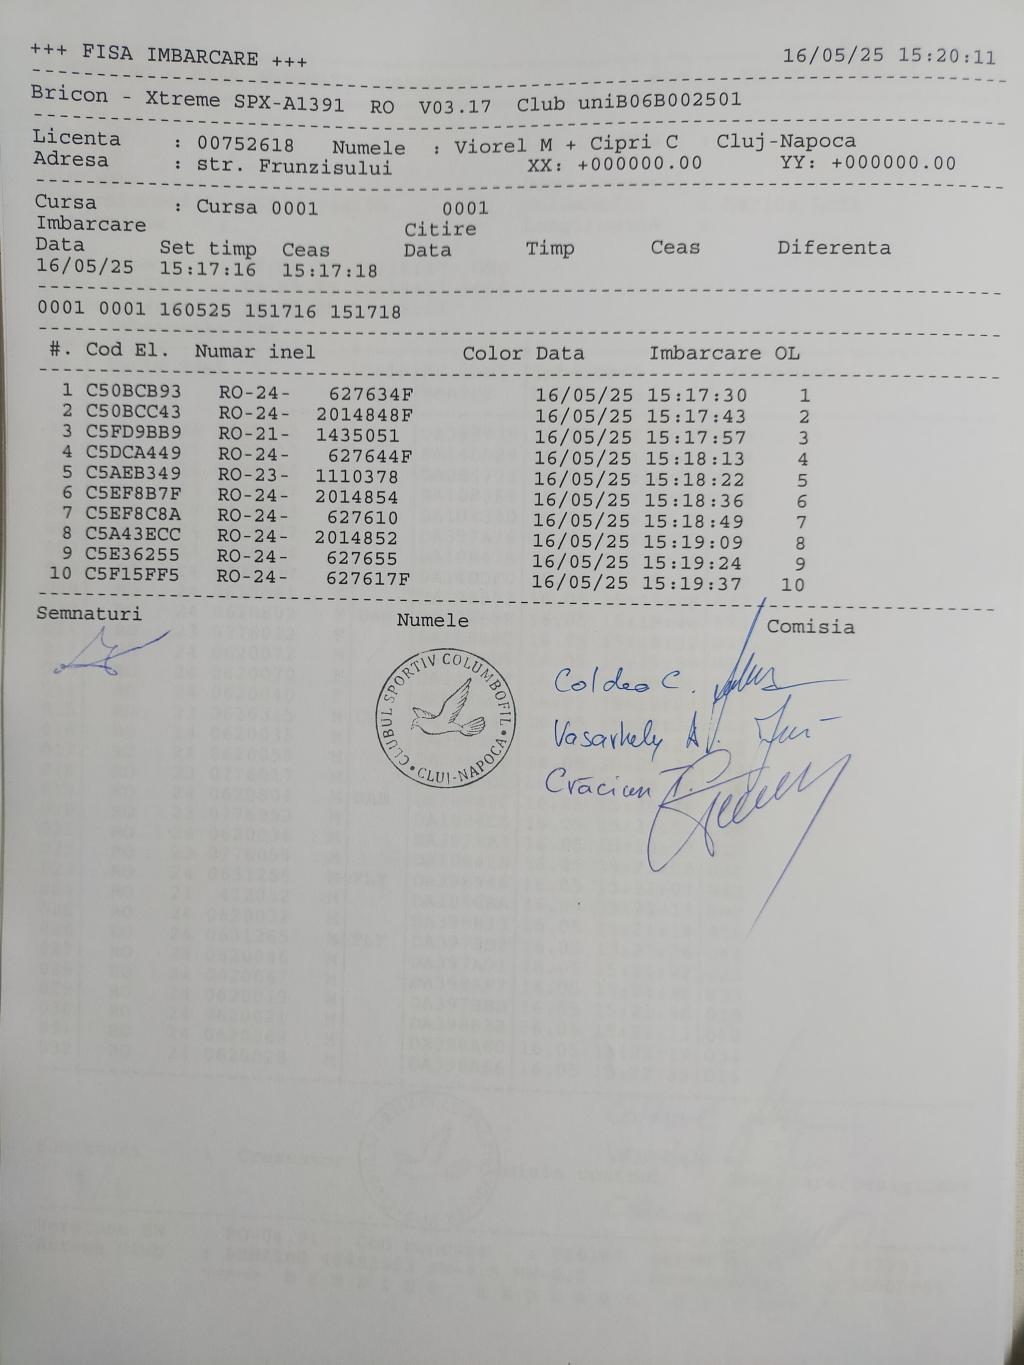 +++ FISA IMBARCARE +++ 16/05/25 15:20:11
Bricon - Xtreme SPX-A1391 RO V03.17 Club uniB06B002501
Licenta : 00752618 Numele : Viorel M + Cipri C Cluj-Napoca
Adresa : str. Frunzisului XX: +000000.00 YY: +000000.00
Cursa : Cursa 0001 0001
Imbarcare Citire
Data Set timp Ceas Data Timp Ceas Diferenta
16/05/25 15:17:16 15:17:18
0001 0001 160525 151716 151718
#. Cod El. Numar inel Color Data Imbarcare OL
1 C50BCB93 RO-24- 627634F 16/05/25 15:17:30 1
2 C50BCC43 RO-24- 2014848F 16/05/25 15:17:43 2
3 C5FD9BB9 RO-21- 1435051 16/05/25 15:17:57 3
4 C5DCA449 RO-24- 627644F 16/05/25 15:18:13 4
5 C5AEB349 RO-23- 1110378 16/05/25 15:18:22 5
6 C5EF8B7F RO-24- 2014854 16/05/25 15:18:36 6
7 C5EF8C8A RO-24- 627610 16/05/25 15:18:49 7
8 C5A43ECC RO-24- 2014852 16/05/25 15:19:09 8
9 C5E36255 RO-24- 627655 16/05/25 15:19:24 9
10 C5F15FF5 RO-24- 627617F 16/05/25 15:19:37 10
Semnaturi Numele Comisia
CLUBUL SPORTIV COLUMBOFIL
CLUJ-NAPOCA
Coldea C.
Vasarhely A.
Craciun T.